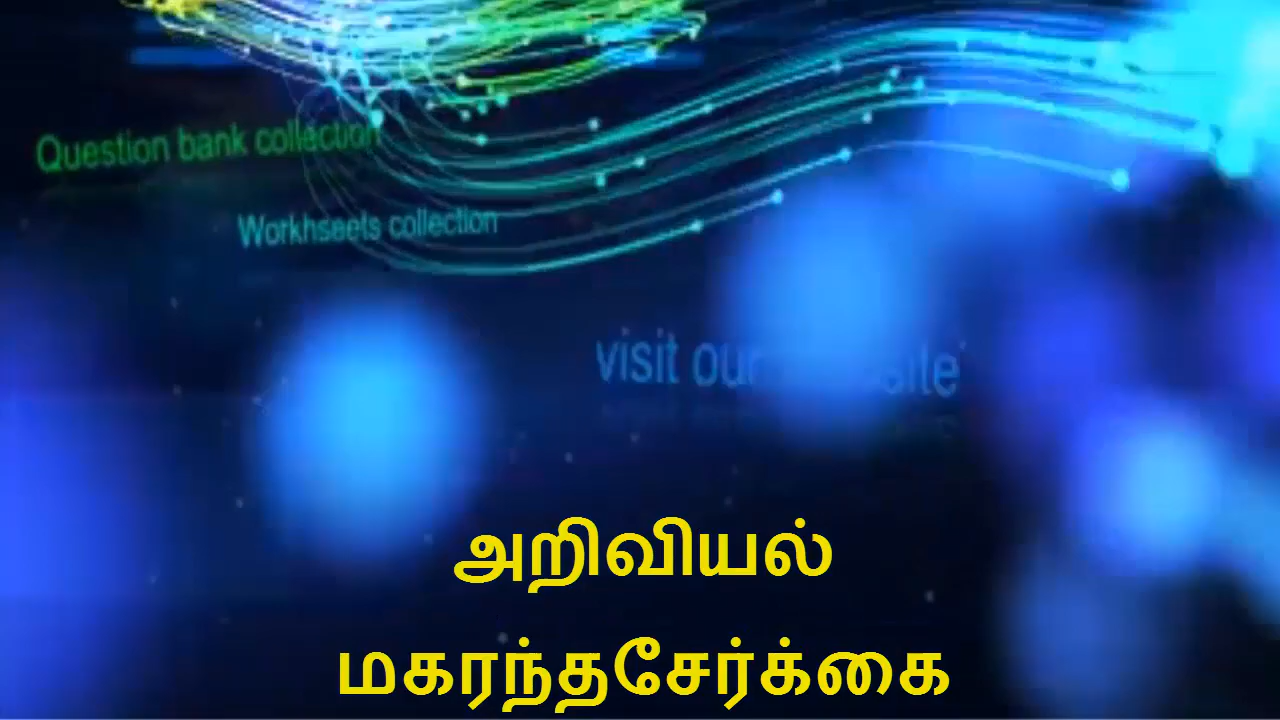 Question bank collection
Workhseets collection
visit our
அறிவியல்
மகரந்தசேர்க்கை